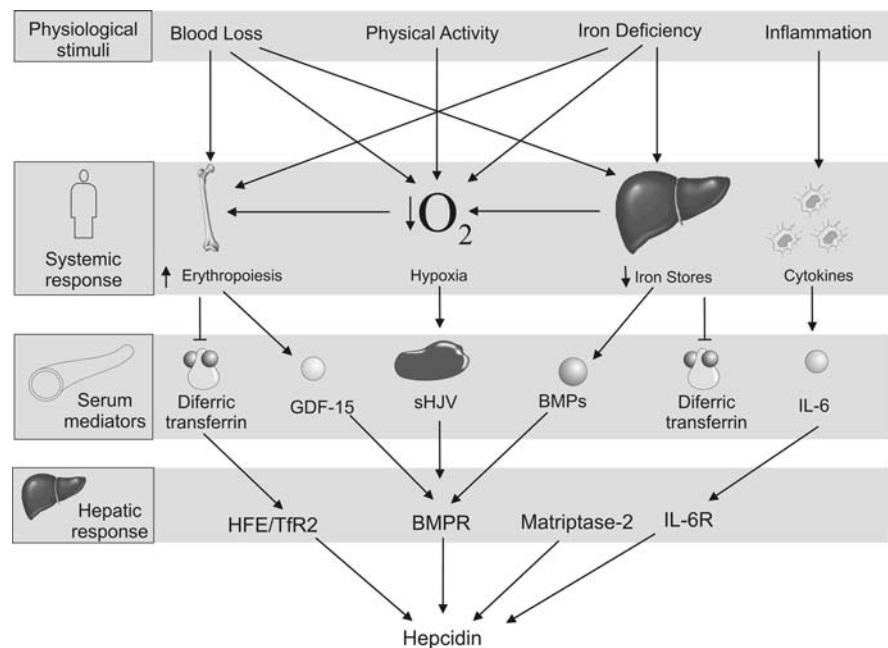 Physiological
stimuli
Blood Loss
Physical Activity
Iron Deficiency
Inflammation
Systemic
response
Erythropoiesis
O2
Hypoxia
Iron Stores
Cytokines
Serum
mediators
Diferric
transferrin
GDF-15
sHJV
BMPs
Diferric
transferrin
IL-6
Hepatic
response
HFE/TfR2
BMPR
Matriptase-2
IL-6R
Hepcidin